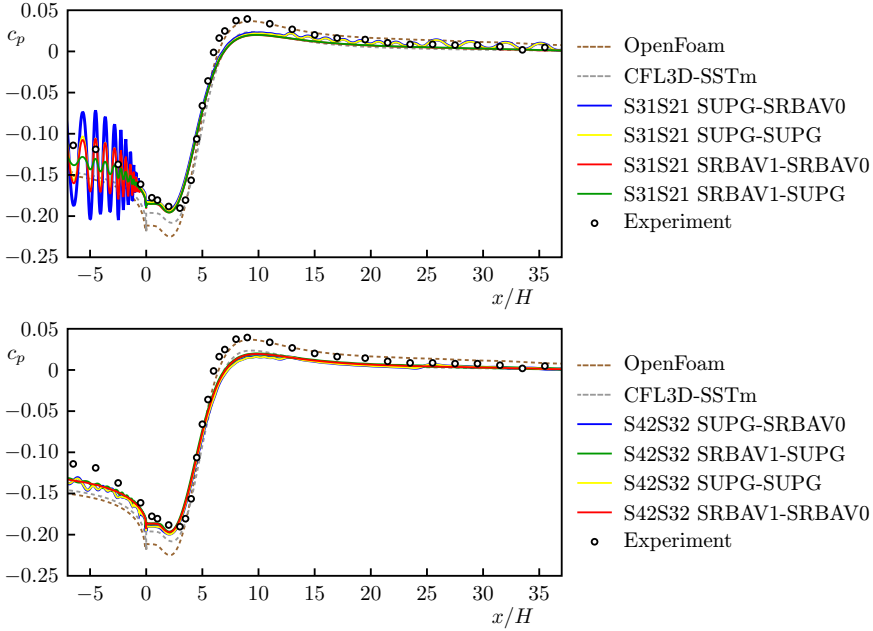 0.05
c_p
0
−0.05
−0.10
−0.15
−0.20
−0.25
−5 0 5 10 15 20 25 30 35
x/H
OpenFoam
CFL3D-SSTm
S31S21 SUPG-SRBAV0
S31S21 SUPG-SUPG
S31S21 SRBAV1-SRBAV0
S31S21 SRBAV1-SUPG
Experiment
0.05
c_p
0
−0.05
−0.10
−0.15
−0.20
−0.25
−5 0 5 10 15 20 25 30 35
x/H
OpenFoam
CFL3D-SSTm
S42S32 SUPG-SRBAV0
S42S32 SRBAV1-SUPG
S42S32 SUPG-SUPG
S42S32 SRBAV1-SRBAV0
Experiment